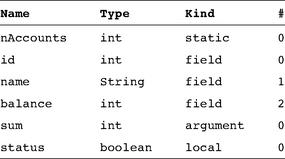 Name Type Kind #
nAccounts int static 0
id int field 0
name String field 1
balance int field 2
sum int argument 0
status boolean local 0